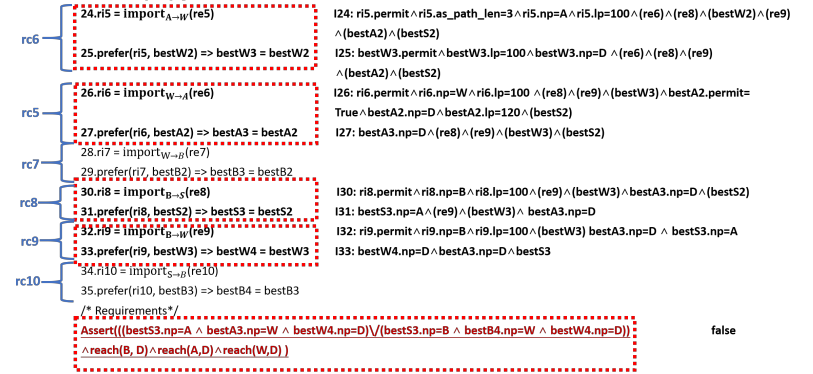 rc6
24.ri5 = import_A→W(re5) I24: ri5.permit∧ri5.as_path_len=3∧ri5.np=A∧ri5.lp=100∧(re6)∧(re8)∧(bestW2)∧(re9)
∧(bestA2)∧(bestS2)
25.prefer(ri5, bestW2) => bestW3 = bestW2 I25: bestW3.permit∧bestW3.lp=100∧bestW3.np=D ∧(re6)∧(re8)∧(re9)
∧(bestA2)∧(bestS2)
rc5
26.ri6 = import_W→A(re6) I26: ri6.permit∧ri6.np=W∧ri6.lp=100 ∧(re8)∧(re9)∧(bestW3)∧bestA2.permit=
True∧bestA2.np=D∧bestA2.lp=120∧(bestS2)
27.prefer(ri6, bestA2) => bestA3 = bestA2 I27: bestA3.np=D∧(re8)∧(re9)∧(bestW3)∧(bestS2)
rc7
28.ri7 = import_W→B(re7)
29.prefer(ri7, bestB2) => bestB3 = bestB2
rc8
30.ri8 = import_B→S(re8) I30: ri8.permit∧ri8.np=B∧ri8.lp=100∧(re9)∧(bestW3)∧bestA3.np=D∧(bestS2)
31.prefer(ri8, bestS2) => bestS3 = bestS2 I31: bestS3.np=A∧(re9)∧(bestW3)∧ bestA3.np=D
rc9
32.ri9 = import_B→W(re9) I32: ri9.permit∧ri9.np=B∧ri9.lp=100∧(bestW3) bestA3.np=D ∧ bestS3.np=A
33.prefer(ri9, bestW3) => bestW4 = bestW3 I33: bestW4.np=D∧bestA3.np=D∧bestS3
rc10
34.ri10 = import_S→B(re10)
35.prefer(ri10, bestB3) => bestB4 = bestB3
/* Requirements*/
Assert(((bestS3.np=A ∧ bestA3.np=W ∧ bestW4.np=D)\/(bestS3.np=B ∧ bestB4.np=W ∧ bestW4.np=D)) false
∧reach(B, D)∧reach(A,D)∧reach(W,D) )